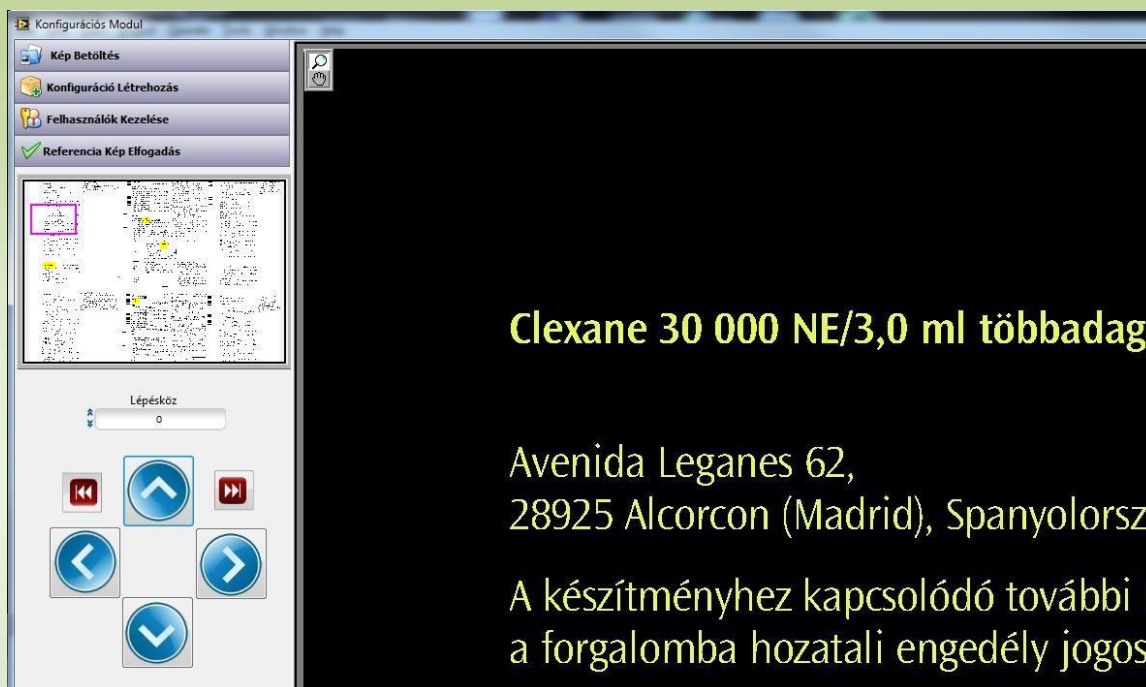 Konfigurációs Modul
Kép Betöltés
Konfiguráció Létrehozás
Felhasználók Kezelése
Referencia Kép Elfogadás
Lépésköz
0
Clexane 30 000 NE/3,0 ml többadag
Avenida Leganes 62,
28925 Alcorcon (Madrid), Spanyolorsz
A készítményhez kapcsolódó további
a forgalomba hozatali engedély jogos